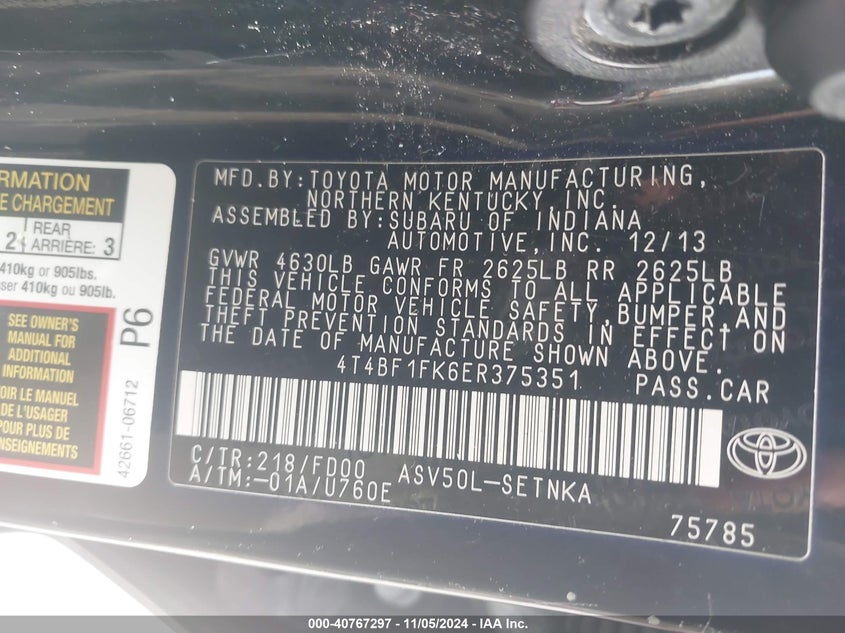 RMATION
E CHARGEMENT
2
REAR
ARRIÈRE: 3
410kg or 905lbs.
ser 410kg ou 905lb.
SEE OWNER'S
MANUAL FOR
ADDITIONAL
INFORMATION
OIR LE MANUEL
DE L'USAGER
OUR PLUS DE
NSEIGNEMENTS
P6
42661-06712
MFD.BY:TOYOTA MOTOR MANUFACTURING,
NORTHERN KENTUCKY, INC.
ASSEMBLED BY:SUBARU OF INDIANA
AUTOMOTIVE,INC. 12/13
GVWR 4630LB GAWR FR 2625LB RR 2625LB
THIS VEHICLE CONFORMS TO ALL APPLICABLE
FEDERAL MOTOR VEHICLE SAFETY,BUMPER,AND
THEFT PREVENTION STANDARDS IN EFFECT ON
THE DATE OF MANUFACTURE SHOWN ABOVE.
4T4BF1FK6ER375351
PASS.CAR
C/TR:218/FD00
A/TM:-01A/U760E
ASV50L-SETNKA
75785
000-40767297 - 11/05/2024 - IAA Inc.